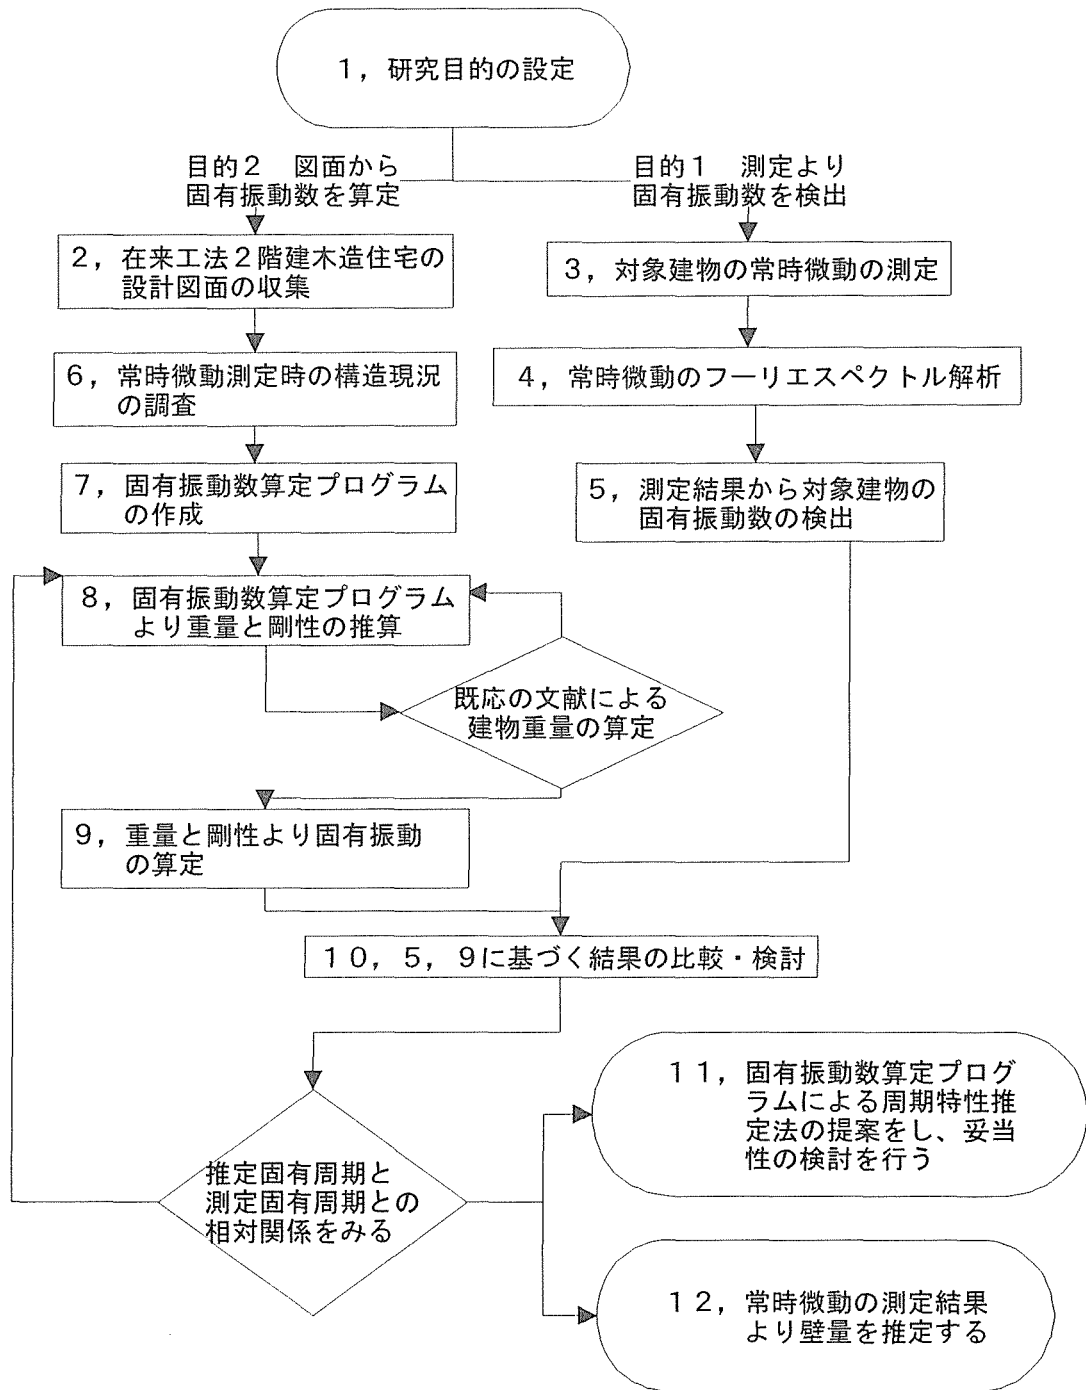 1，研究目的の設定
目的2　図面から
固有振動数を算定
目的1　測定より
固有振動数を検出
2，在来工法2階建木造住宅の
設計図面の収集
3，対象建物の常時微動の測定
6，常時微動測定時の構造現況
の調査
4，常時微動のフーリエスペクトル解析
7，固有振動数算定プログラム
の作成
5，測定結果から対象建物の
固有振動数の検出
8，固有振動数算定プログラム
より重量と剛性の推算
既応の文献による
建物重量の算定
9，重量と剛性より固有振動
の算定
10，5，9に基づく結果の比較・検討
推定固有周期と
測定固有周期との
相対関係をみる
11，固有振動数算定プログ
ラムによる周期特性推
定法の提案をし、妥当
性の検討を行う
12，常時微動の測定結果
より壁量を推定する